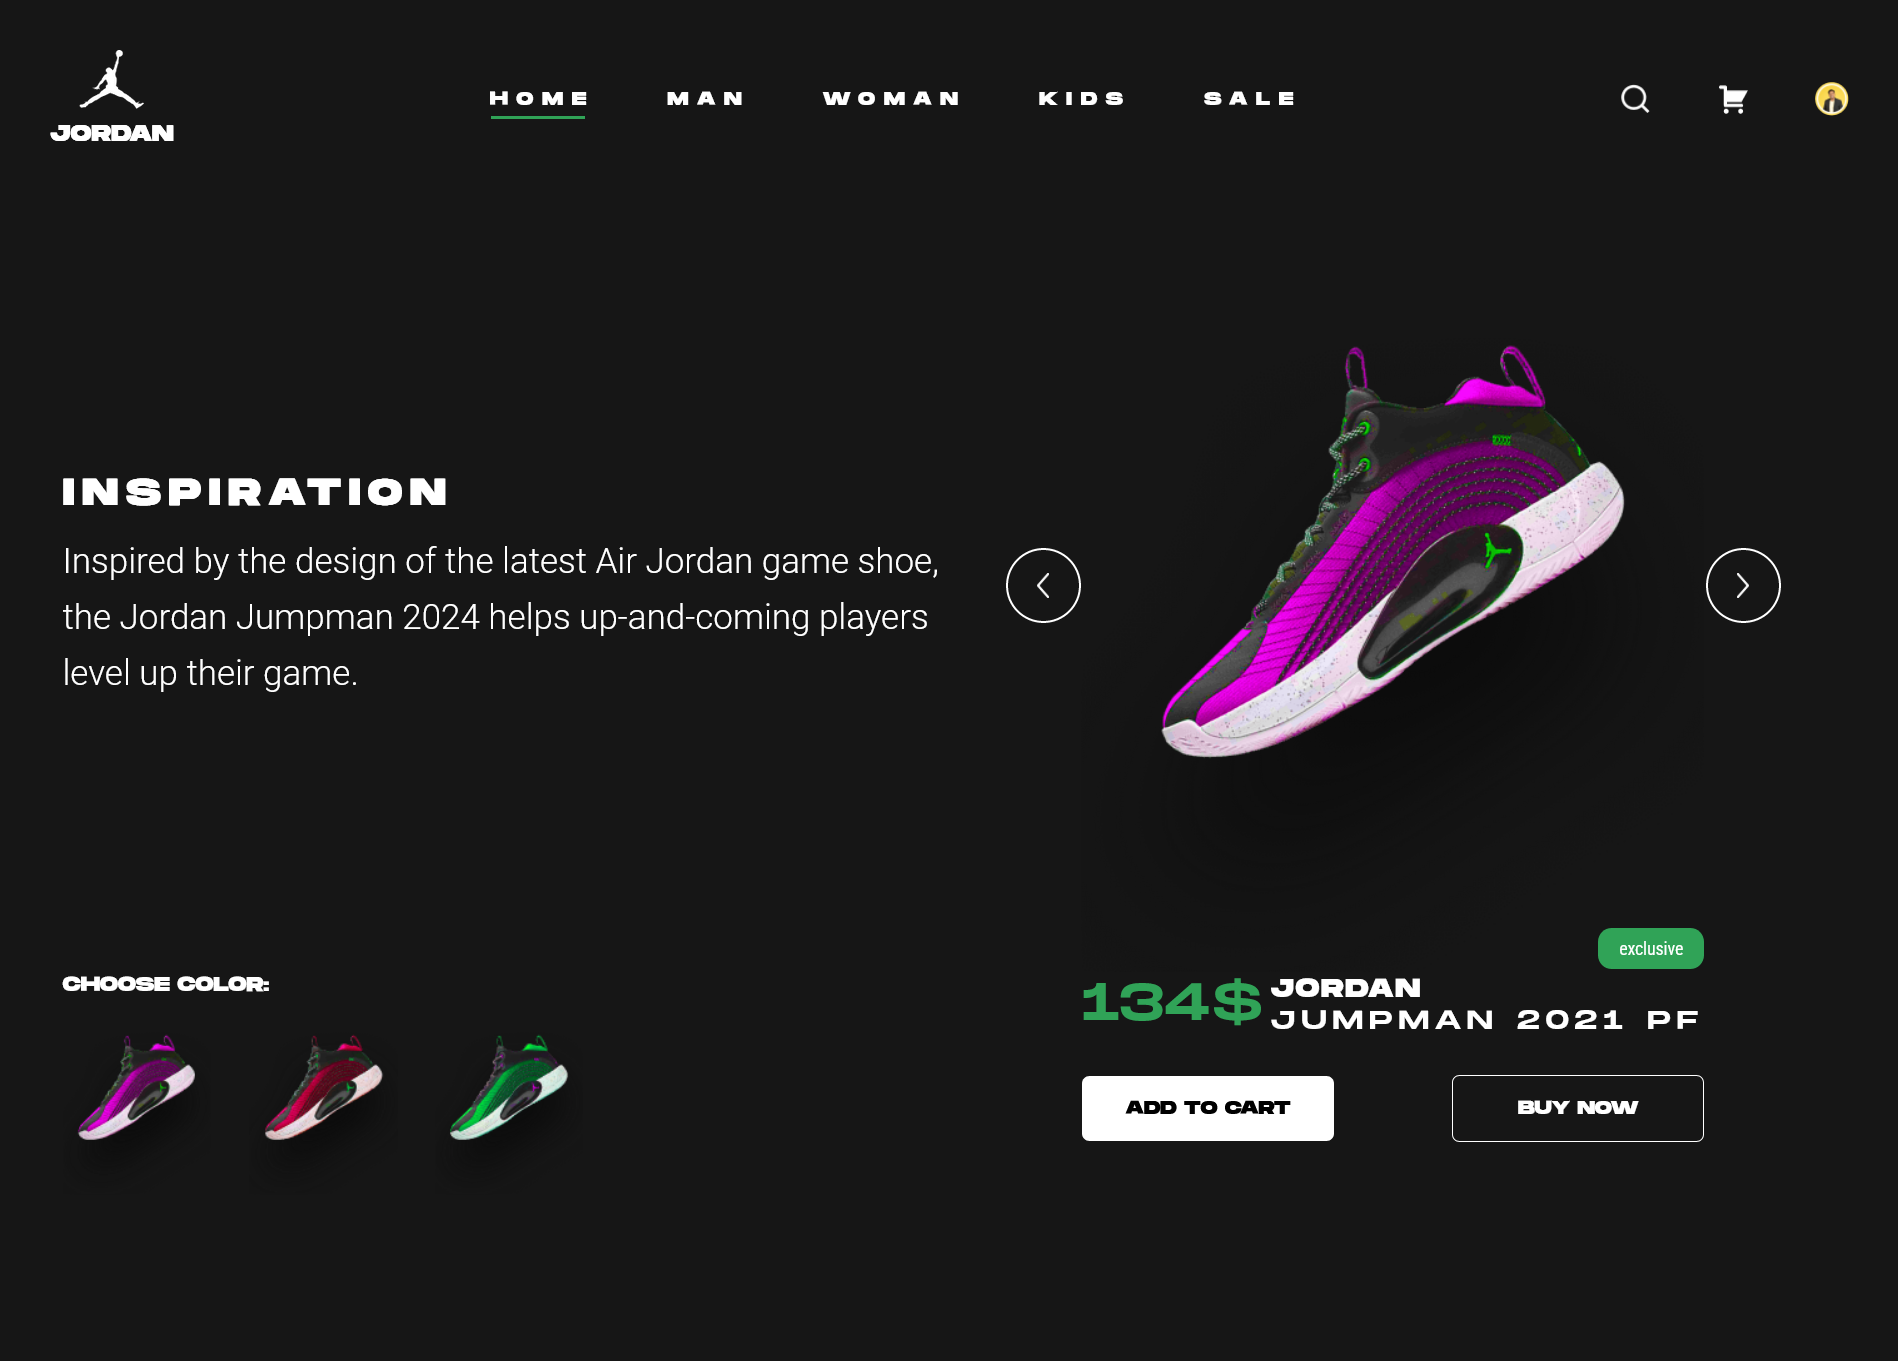 JORDAN
HOME MAN WOMAN KIDS SALE
INSPIRATION
Inspired by the design of the latest Air Jordan game shoe,
the Jordan Jumpman 2024 helps up-and-coming players
level up their game.
CHOOSE COLOR:
exclusive
134$
JORDAN
JUMPMAN 2021 PF
ADD TO CART
BUY NOW